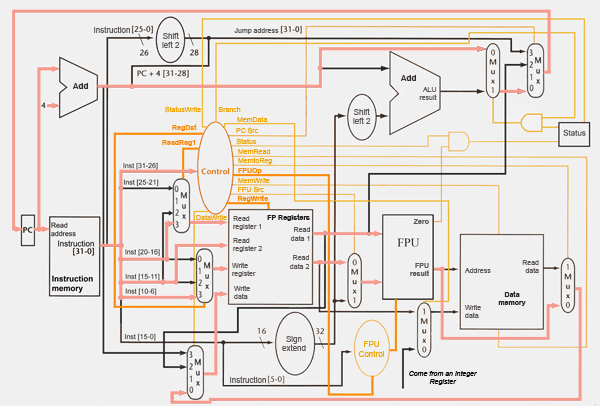 Instruction [25-0]
26
Shift
left 2
28
Jump address [31-0]
PC + 4 [31-28]
Add
4
StatusWrite
Branch
RegDct
ReadReg1
MemData
PC Src
Status
MemRead
MemtoReg
FPUOp
MemWrite
FPU Src
RegWrite
DataWrite
Control
Add
ALU
result
Shift
left 2
0
M
u
x
1
3
2
1
0
M
u
x
Status
Inst [31-26]
Inst [25-21]
0
1
2
3
M
u
x
PC
Read
address
Instruction
[31-0]
Instruction
memory
Inst [20-16]
Inst [15-11]
Inst [10-6]
0
1
2
3
M
u
x
FP Registers
Read
register 1
Read
register 2
Write
register
Write
data
Read
data 1
Read
data 2
0
M
u
x
1
Zero
FPU
FPU
result
Address
Write
data
Read
data
Data
memory
1
M
u
x
0
Inst [15-0]
16
Sign
extend
32
FPU
Control
1
M
u
x
0
3
2
1
0
M
u
x
Instruction [5-0]
Come from an Integer
Register